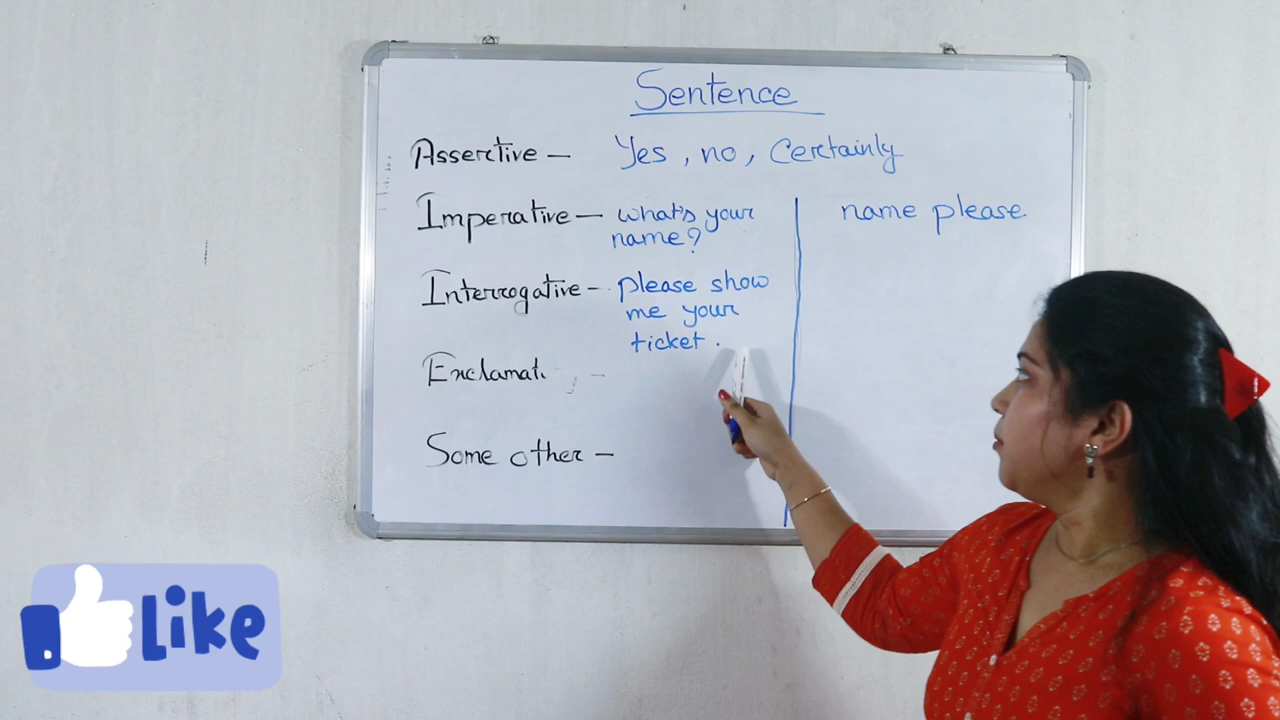 Sentence
Assertive — Yes, no, Certainly
Imperative — what's your name please
name?
Interrogative - please show
me your
ticket.
Exclamati -
Some other —
Like